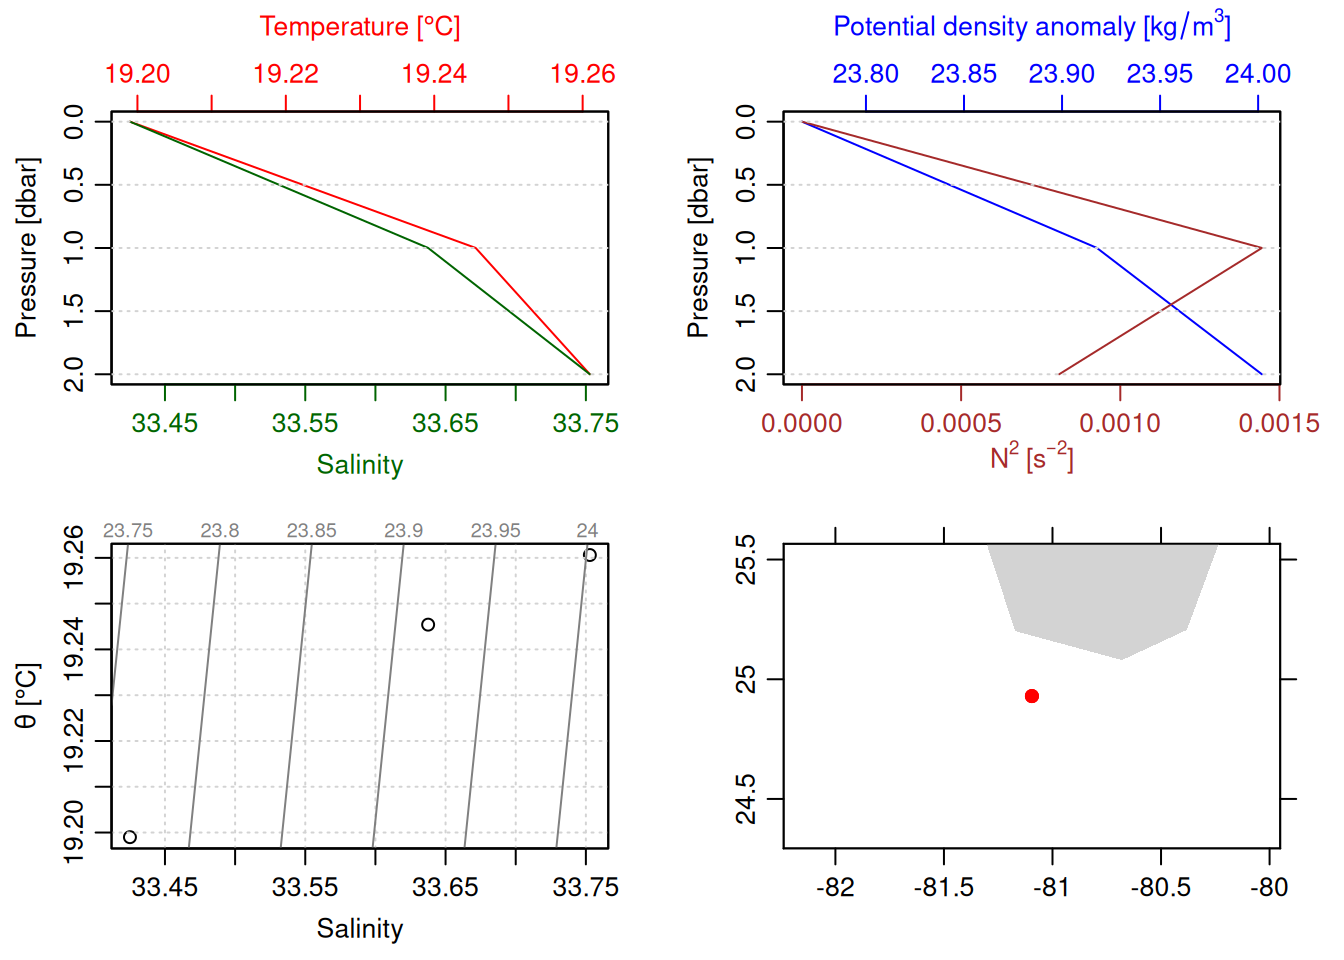 Temperature [°C]
19.20 19.22 19.24 19.26
Pressure [dbar]
0.0 0.5 1.0 1.5 2.0
33.45 33.55 33.65 33.75
Salinity
Potential density anomaly [kg/m³]
23.80 23.85 23.90 23.95 24.00
Pressure [dbar]
0.0 0.5 1.0 1.5 2.0
0.0000 0.0005 0.0010 0.0015
N² [s⁻²]
23.75 23.8 23.85 23.9 23.95 24
θ [°C]
19.20 19.22 19.24 19.26
33.45 33.55 33.65 33.75
Salinity
25.5
25
24.5
-82 -81.5 -81 -80.5 -80